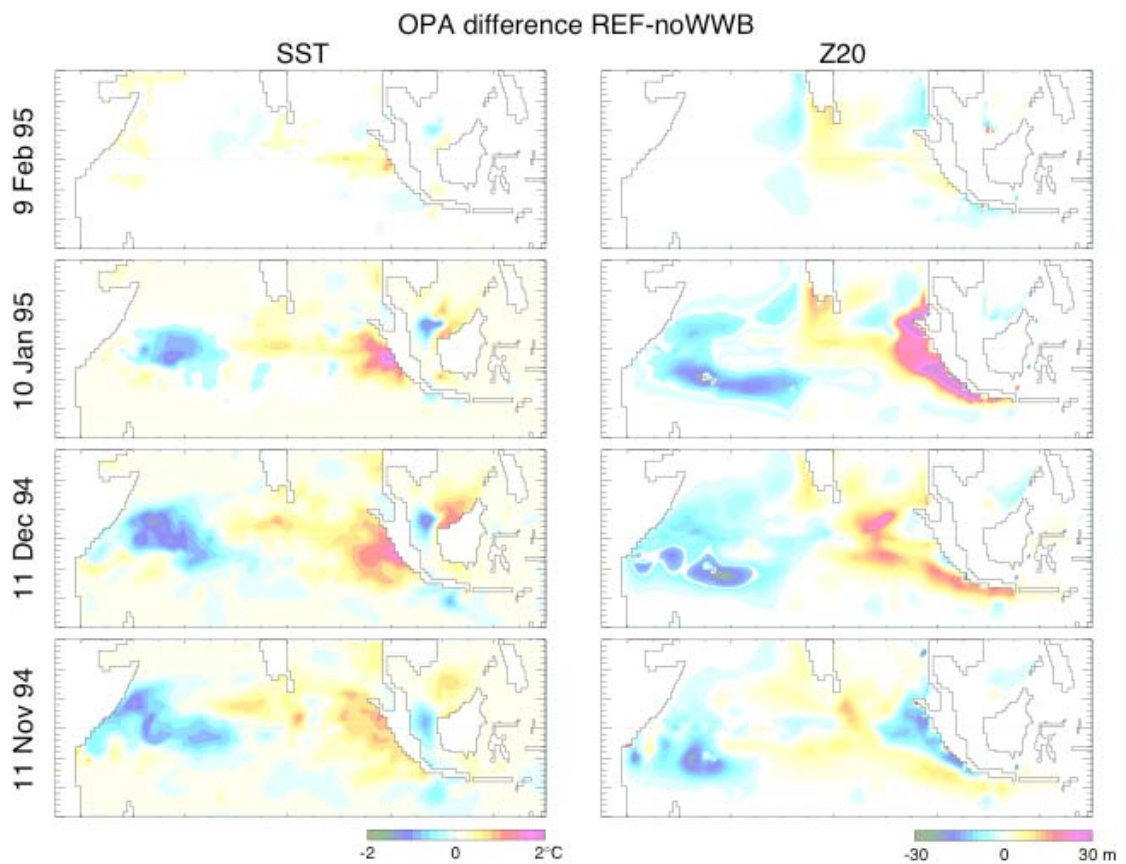 OPA difference REF-noWWB
SST Z20
9 Feb 95
10 Jan 95
11 Dec 94
11 Nov 94
-2 0 2°C -30 0 30 m